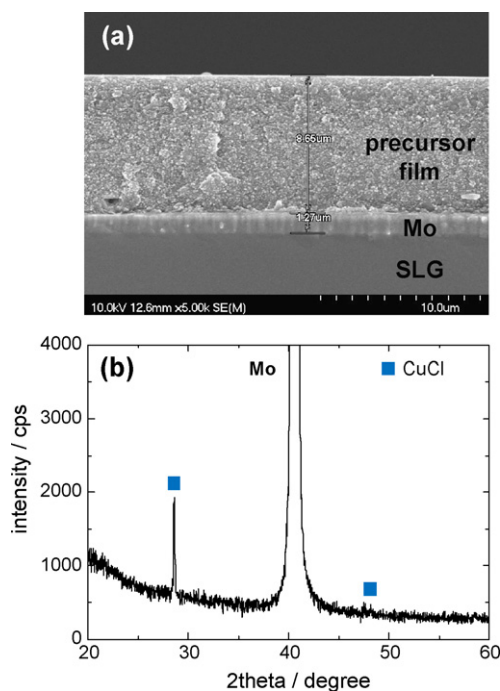 (a)
8.65um
precursor
film
1.27um
Mo
SLG
10.0kV 12.6mm x5.00k SE(M) 10.0um
(b)
Mo
CuCl
4000
3000
2000
1000
0
intensity / cps
20 30 40 50 60
2theta / degree